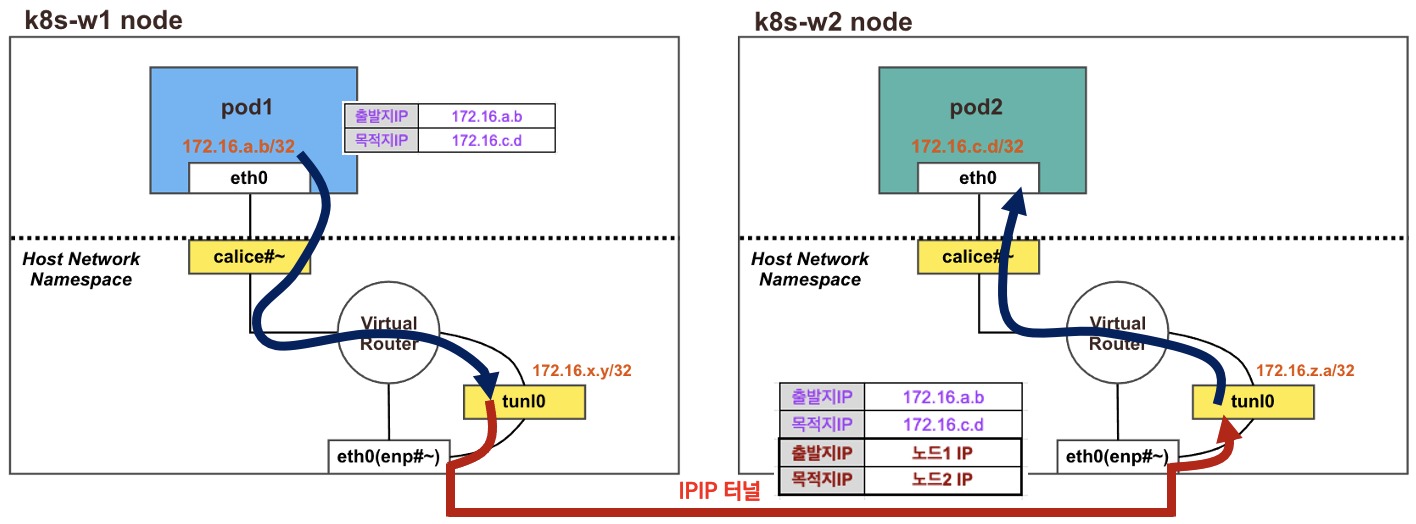 k8s-w1 node
pod1
172.16.a.b/32
eth0
출발지IP 172.16.a.b
목적지IP 172.16.c.d
calice#~
Host Network
Namespace
Virtual
Router
172.16.x.y/32
tunl0
eth0(enp#~)
k8s-w2 node
pod2
172.16.c.d/32
eth0
calice#~
Host Network
Namespace
Virtual
Router
172.16.z.a/32
tunl0
출발지IP 172.16.a.b
목적지IP 172.16.c.d
출발지IP 노드1 IP
목적지IP 노드2 IP
eth0(enp#~)
IPIP 터널